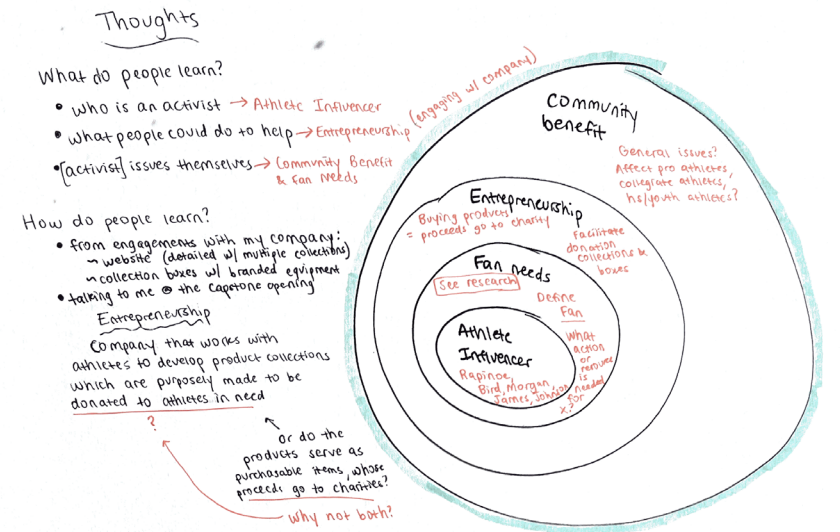 Thoughts
What do people learn?
• who is an activist → Athlete Influencer
• what people could do to help → Entrepreneurship
• [activist] issues themselves → Community Benefit
& Fan Needs
How do people learn?
• from engagements with my company:
~ website (detailed w/ multiple collections)
~ collection boxes w/ branded equipment
• talking to me @ the capstone opening
Entrepreneurship
Company that works with
athletes to develop product collections
which are purposely made to be
donated to athletes in need
?
or do the
products serve as
purchasable items, whose
proceeds go to charities?
why not both?
(engaging w/ company)
Community
benefit
General issues?
Affect pro athletes,
collegiate athletes,
hs/youth athletes?
Entrepreneurship
Buying products
= proceeds go to charity
Facilitate
donation
collections &
boxes
Fan needs
See research
Define
Fan
What
action
or
resource
is
needed
for
x?
Athlete
Influencer
Rapinoe,
Bird, Morgan,
James, Johnson